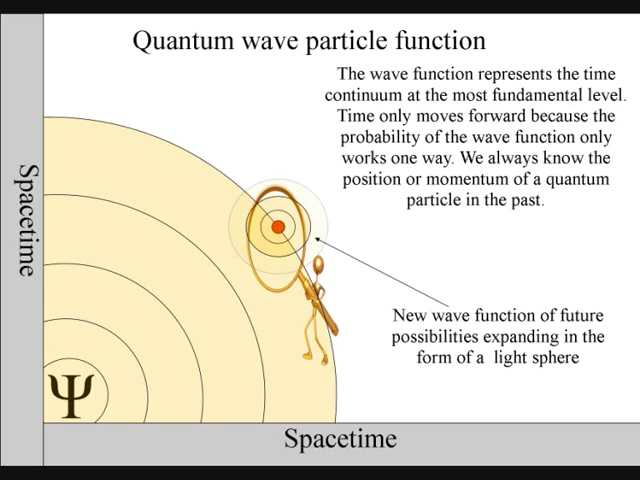 Quantum wave particle function
The wave function represents the time
continuum at the most fundamental level.
Time only moves forward because the
probability of the wave function only
works one way. We always know the
position or momentum of a quantum
particle in the past.
Spacetime
New wave function of future
possibilities expanding in the
form of a light sphere
Ψ
Spacetime